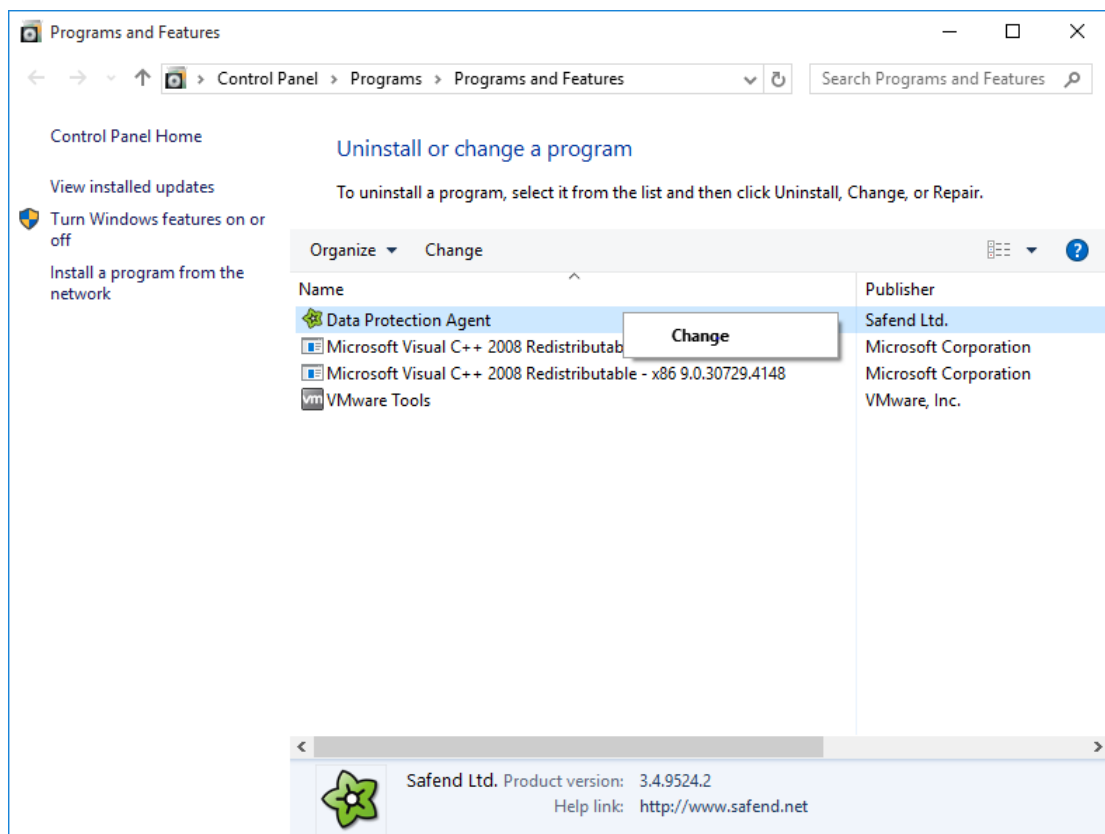 Programs and Features
Control Panel > Programs > Programs and Features
Search Programs and Features
Control Panel Home
View installed updates
Turn Windows features on or
off
Install a program from the
network
Uninstall or change a program
To uninstall a program, select it from the list and then click Uninstall, Change, or Repair.
Organize Change
Name Publisher
Data Protection Agent Safend Ltd.
Change
Microsoft Visual C++ 2008 Redistributab Microsoft Corporation
Microsoft Visual C++ 2008 Redistributable - x86 9.0.30729.4148 Microsoft Corporation
vm VMware Tools VMware, Inc.
Safend Ltd. Product version: 3.4.9524.2
Help link: http://www.safend.net